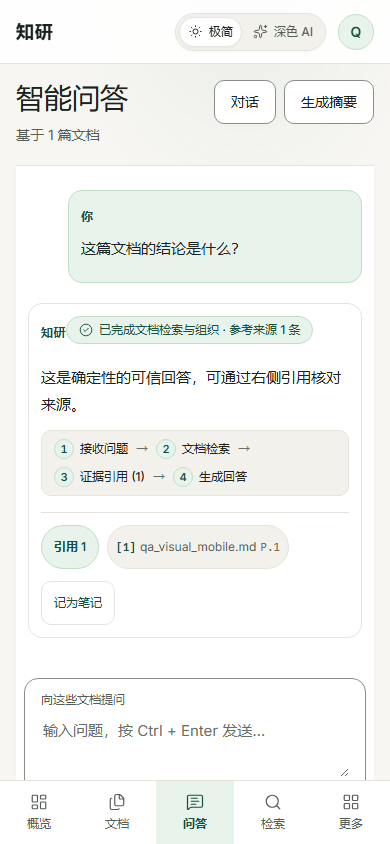 知研
极简
深色 AI
Q
智能问答
对话
生成摘要
基于 1 篇文档
你
这篇文档的结论是什么？
知研
已完成文档检索与组织 · 参考来源 1 条
这是确定性的可信回答，可通过右侧引用核对
来源。
1 接收问题 → 2 文档检索 →
3 证据引用 (1) → 4 生成回答
引用 1
[1] qa_visual_mobile.md P.1
记为笔记
向这些文档提问
输入问题，按 Ctrl + Enter 发送...
概览
文档
问答
检索
更多